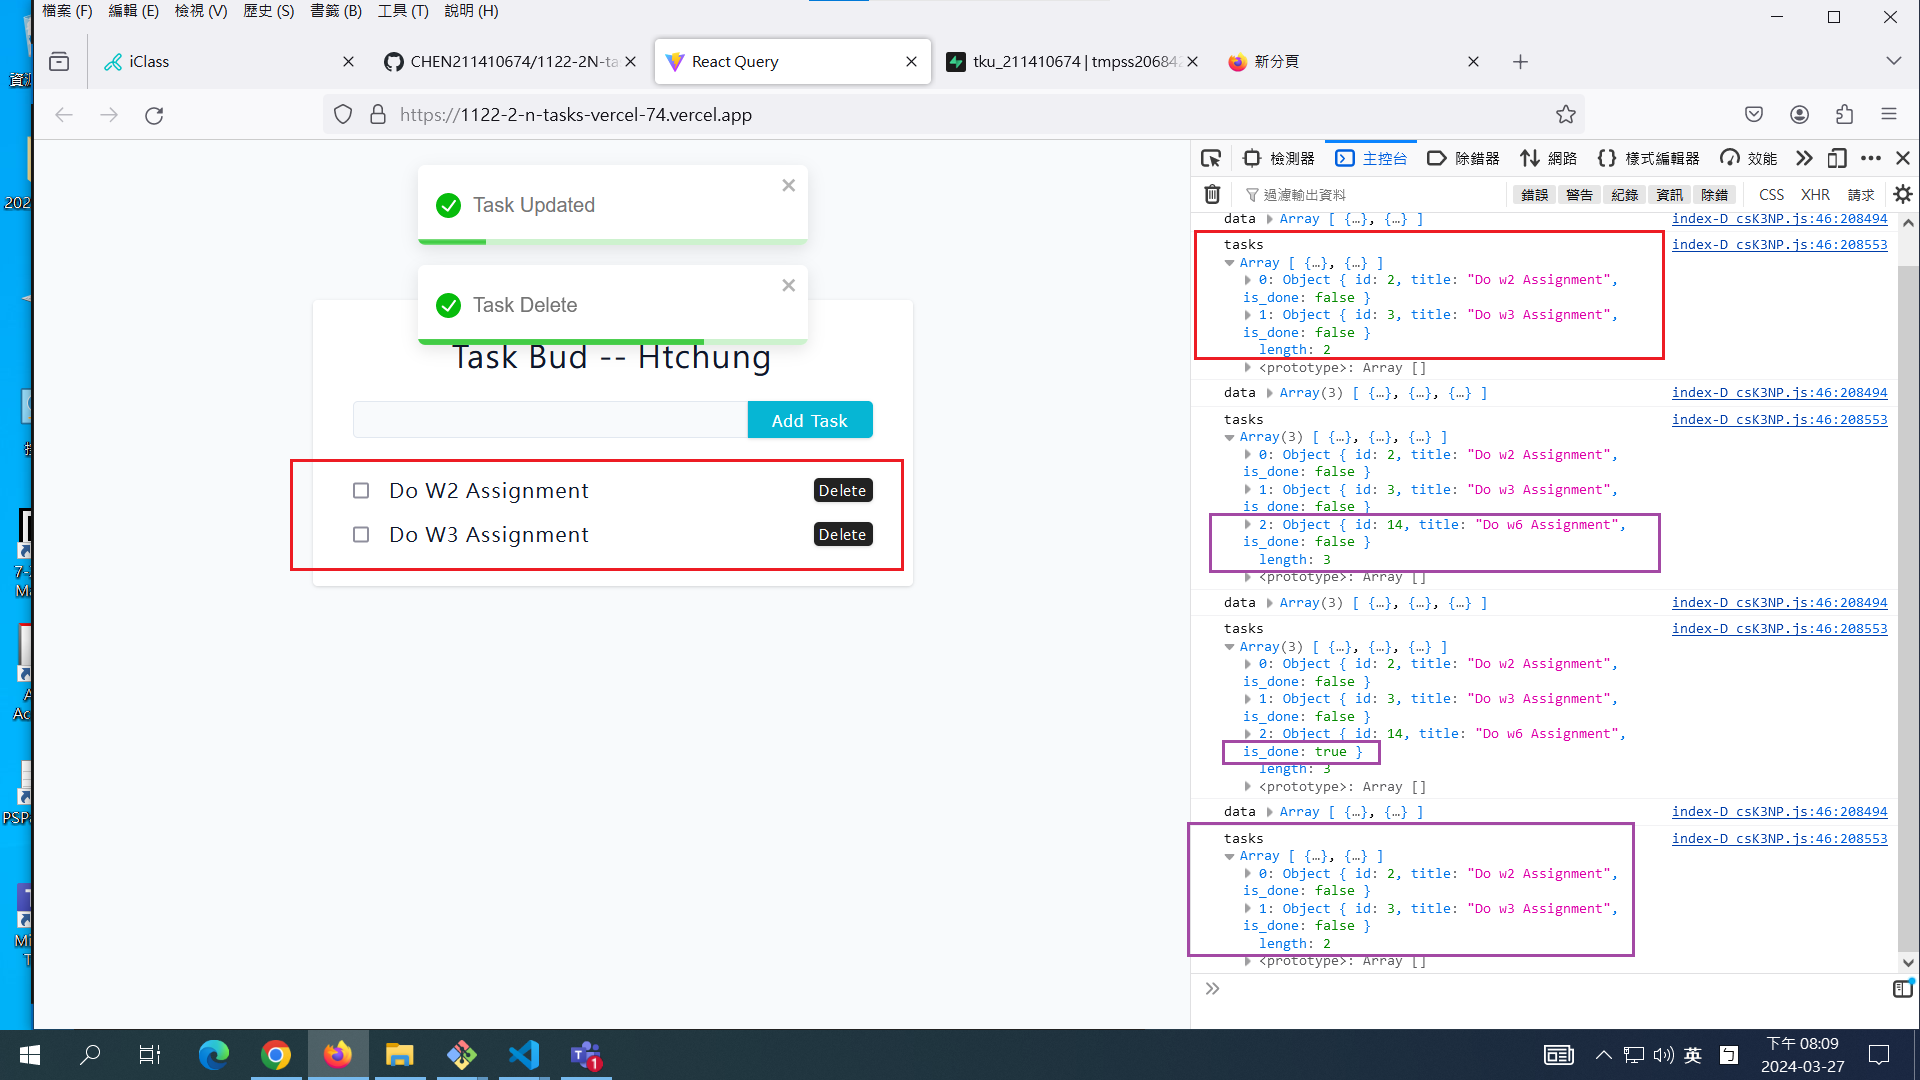 檔案 (F) 編輯 (E) 檢視 (V) 歷史 (S) 書籤 (B) 工具 (T) 說明 (H)
iClass
CHEN211410674/1122-2N-ta
React Query
tku_211410674 | tmpss20684
新分頁
https://1122-2-n-tasks-vercel-74.vercel.app
檢測器 主控台 除錯器 網路 樣式編輯器 效能
過濾輸出資料
錯誤 警告 紀錄 資訊 除錯 CSS XHR 請求
Task Updated
Task Delete
Task Bud -- Htchung
Add Task
Do W2 Assignment Delete
Do W3 Assignment Delete
data Array [ {…}, {…} ] index-D_csK3NP.js:46:208494
tasks index-D_csK3NP.js:46:208553
Array [ {…}, {…} ]
0: Object { id: 2, title: "Do w2 Assignment",
is_done: false }
1: Object { id: 3, title: "Do w3 Assignment",
is_done: false }
length: 2
<prototype>: Array []
data Array(3) [ {…}, {…}, {…} ] index-D_csK3NP.js:46:208494
tasks index-D_csK3NP.js:46:208553
Array(3) [ {…}, {…}, {…} ]
0: Object { id: 2, title: "Do w2 Assignment",
is_done: false }
1: Object { id: 3, title: "Do w3 Assignment",
is_done: false }
2: Object { id: 14, title: "Do w6 Assignment",
is_done: false }
length: 3
<prototype>: Array []
data Array(3) [ {…}, {…}, {…} ] index-D_csK3NP.js:46:208494
tasks index-D_csK3NP.js:46:208553
Array(3) [ {…}, {…}, {…} ]
0: Object { id: 2, title: "Do w2 Assignment",
is_done: false }
1: Object { id: 3, title: "Do w3 Assignment",
is_done: false }
2: Object { id: 14, title: "Do w6 Assignment",
is_done: true }
length: 3
<prototype>: Array []
data Array [ {…}, {…} ] index-D_csK3NP.js:46:208494
tasks index-D_csK3NP.js:46:208553
Array [ {…}, {…} ]
0: Object { id: 2, title: "Do w2 Assignment",
is_done: false }
1: Object { id: 3, title: "Do w3 Assignment",
is_done: false }
length: 2
<prototype>: Array []
英 ㄅ
下午 08:09
2024-03-27
1